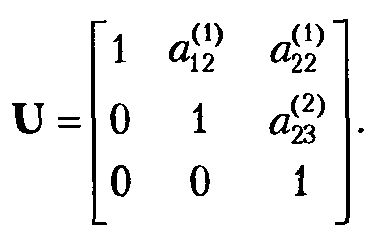 U = [ 1 a_{12}^{(1)} a_{22}^{(1)}
0 1 a_{23}^{(2)}
0 0 1 ].